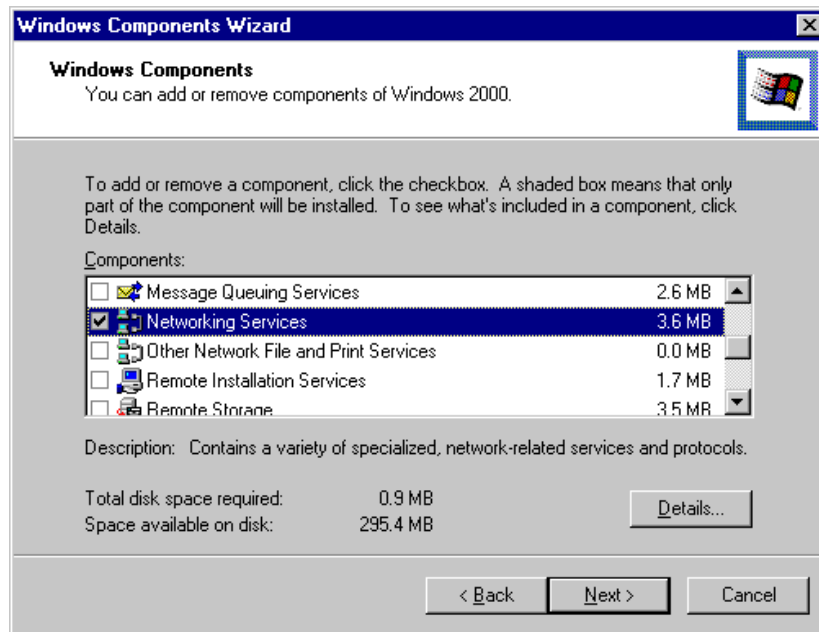 Windows Components Wizard
Windows Components
You can add or remove components of Windows 2000.
To add or remove a component, click the checkbox. A shaded box means that only
part of the component will be installed. To see what's included in a component, click
Details.
Components:
Message Queuing Services 2.6 MB
Networking Services 3.6 MB
Other Network File and Print Services 0.0 MB
Remote Installation Services 1.7 MB
Remote Storage 3.5 MB
Description: Contains a variety of specialized, network-related services and protocols.
Total disk space required: 0.9 MB
Space available on disk: 295.4 MB
Details...
< Back Next > Cancel